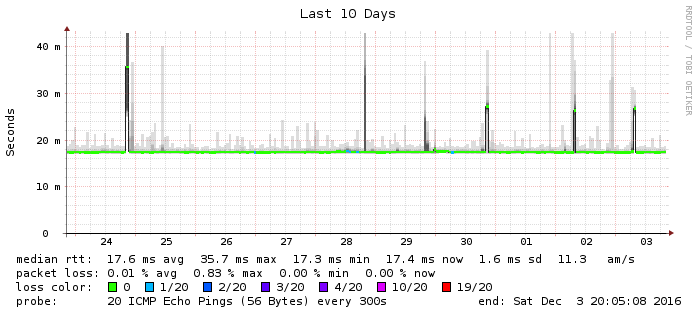 Last 10 Days
RRDTOOL / TOBI OETIKER
Seconds
40 m
30 m
20 m
10 m
0
24 25 26 27 28 29 30 01 02 03
median rtt: 17.6 ms avg 35.7 ms max 17.3 ms min 17.4 ms now 1.6 ms sd 11.3 am/s
packet loss: 0.01 % avg 0.83 % max 0.00 % min 0.00 % now
loss color: 0 1/20 2/20 3/20 4/20 10/20 19/20
probe: 20 ICMP Echo Pings (56 Bytes) every 300s end: Sat Dec 3 20:05:08 2016